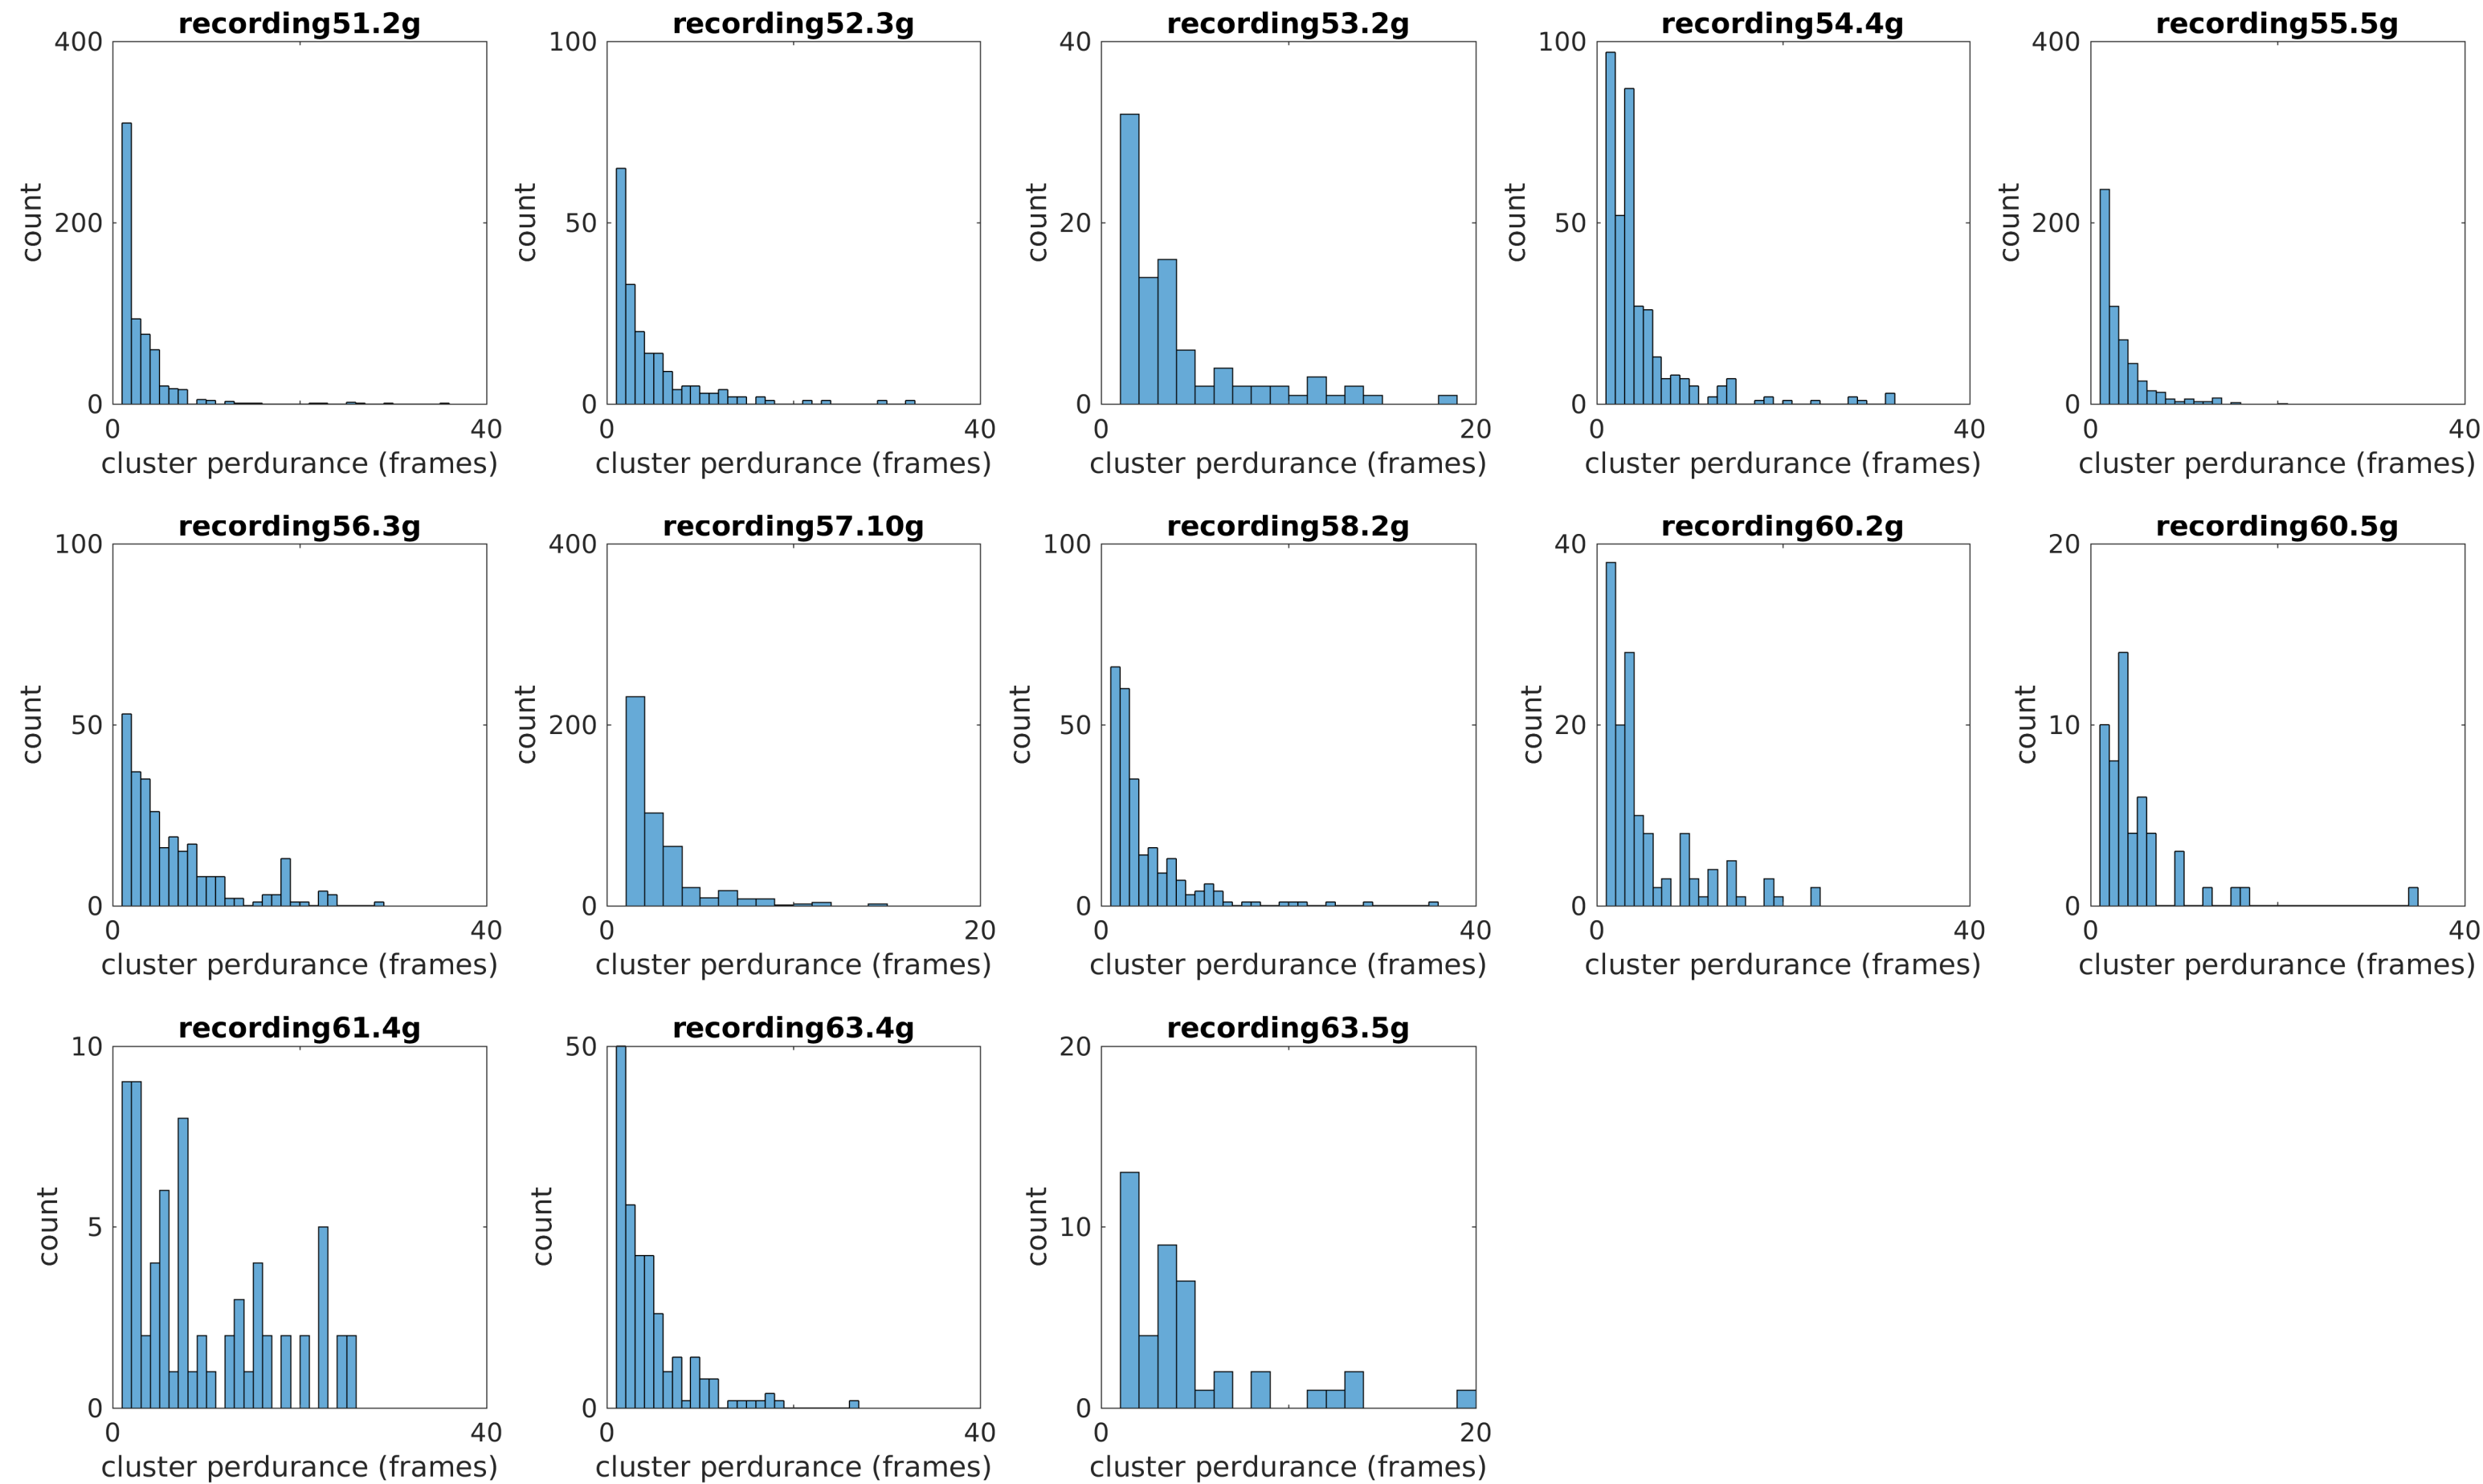 recording51.2g
400
200
0
count
0 40
cluster perdurance (frames)
recording52.3g
100
50
0
count
0 40
cluster perdurance (frames)
recording53.2g
40
20
0
count
0 20
cluster perdurance (frames)
recording54.4g
100
50
0
count
0 40
cluster perdurance (frames)
recording55.5g
400
200
0
count
0 40
cluster perdurance (frames)
recording56.3g
100
50
0
count
0 40
cluster perdurance (frames)
recording57.10g
400
200
0
count
0 20
cluster perdurance (frames)
recording58.2g
100
50
0
count
0 40
cluster perdurance (frames)
recording60.2g
40
20
0
count
0 40
cluster perdurance (frames)
recording60.5g
20
10
0
count
0 40
cluster perdurance (frames)
recording61.4g
10
5
0
count
0 40
cluster perdurance (frames)
recording63.4g
50
0
count
0 40
cluster perdurance (frames)
recording63.5g
20
10
0
count
0 20
cluster perdurance (frames)